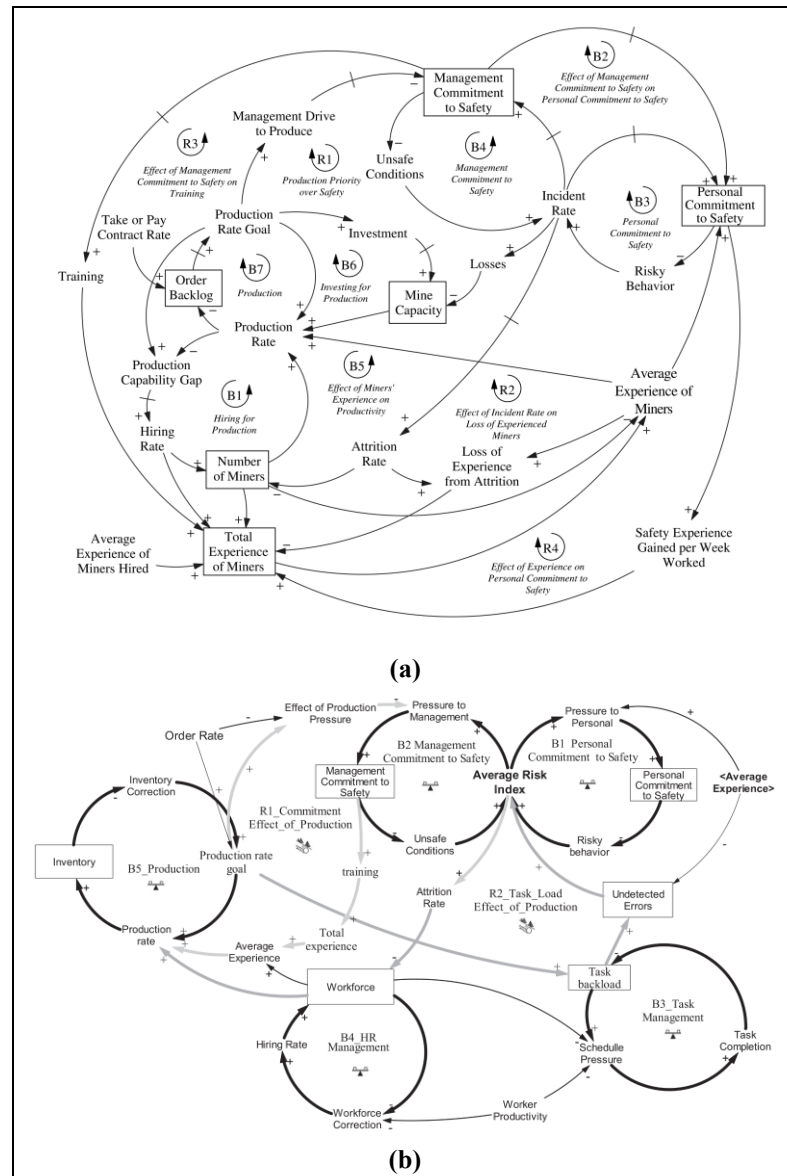 B2
Effect of Management
Commitment to Safety on
Personal Commitment to Safety
Management
Commitment
to Safety
−
+
Management Drive
to Produce
R3
Effect of Management
Commitment to Safety on
Training
R1
Production Priority
over Safety
−
Unsafe
Conditions
B4
Management
Commitment to
Safety
Incident
Rate
B3
Personal
Commitment to
Safety
Personal
Commitment
to Safety
Take or Pay
Contract Rate
Production
Rate Goal
Investment
Losses
Risky
Behavior
Training
Order
Backlog
B7
Production
B6
Investing for
Production
Mine
Capacity
Production
Rate
Production
Capability Gap
B1
Hiring for
Production
B5
Effect of Miners'
Experience on
Productivity
R2
Effect of Incident Rate on
Loss of Experienced
Miners
Average
Experience of
Miners
Hiring
Rate
Number
of Miners
Attrition
Rate
Loss of
Experience
from Attrition
Average
Experience of
Miners Hired
Total
Experience
of Miners
R4
Effect of Experience on
Personal Commitment to
Safety
Safety Experience
Gained per Week
Worked
(a)
Effect of Production
Pressure
Pressure to
Management
Pressure to
Personal
Order Rate
Inventory
Correction
B2 Management
Commitment to Safety
B1 Personal
Commitment to Safety
Management
Commitment to
Safety
Average Risk
Index
Personal
Commitment
to Safety
<Average
Experience>
R1_Commitment
Effect_of_Production
Unsafe
Conditions
Risky
behavior
Inventory
B5_Production
Production rate
goal
training
Attrition
Rate
R2_Task_Load
Effect_of_Production
Undetected
Errors
Production
rate
Total
experience
Average
Experience
Workforce
Task
backload
B4_HR
Management
B3_Task
Management
Hiring Rate
Schedulle
Pressure
Task
Completion
Workforce
Correction
Worker
Productivity
(b)